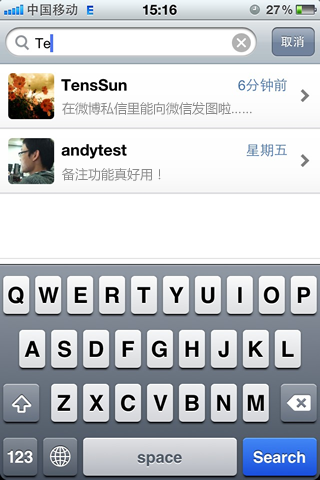 中国移动 E 15:16 27%
Te 取消
TensSun 6分钟前
在微博私信里能向微信发图啦......
andytest 星期五
备注功能真好用！
Q W E R T Y U I O P
A S D F G H J K L
Z X C V B N M
123 space Search